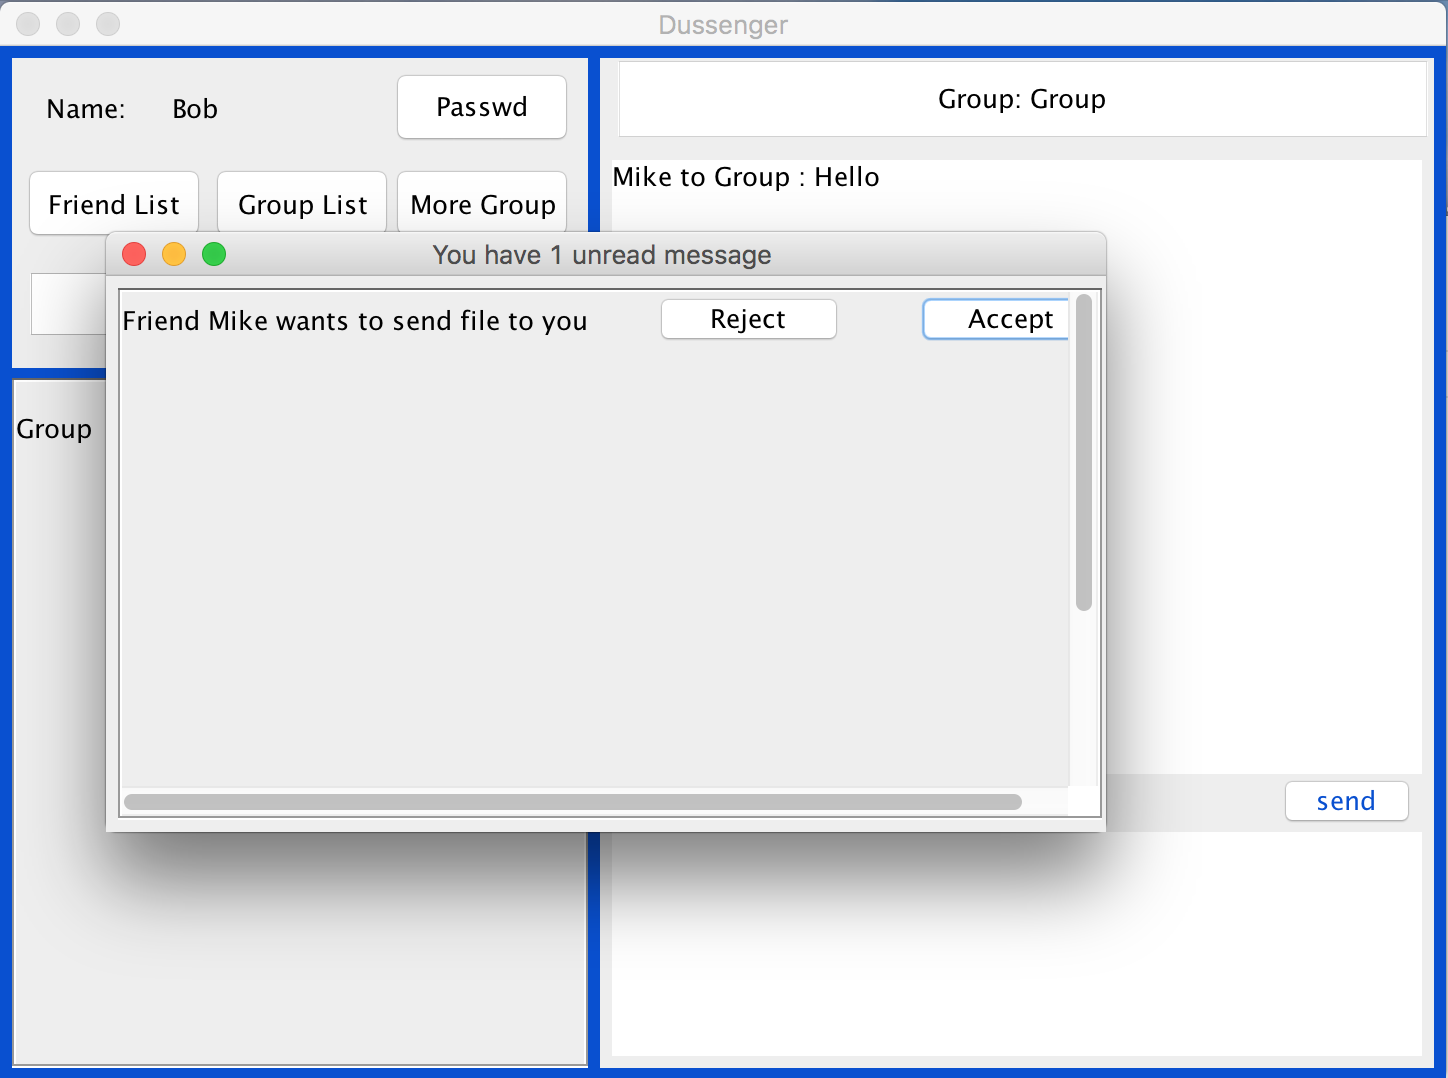 Dussenger
Name: Bob
Passwd
Friend List
Group List
More Group
Group: Group
Mike to Group : Hello
You have 1 unread message
Friend Mike wants to send file to you
Reject
Accept
Group
send